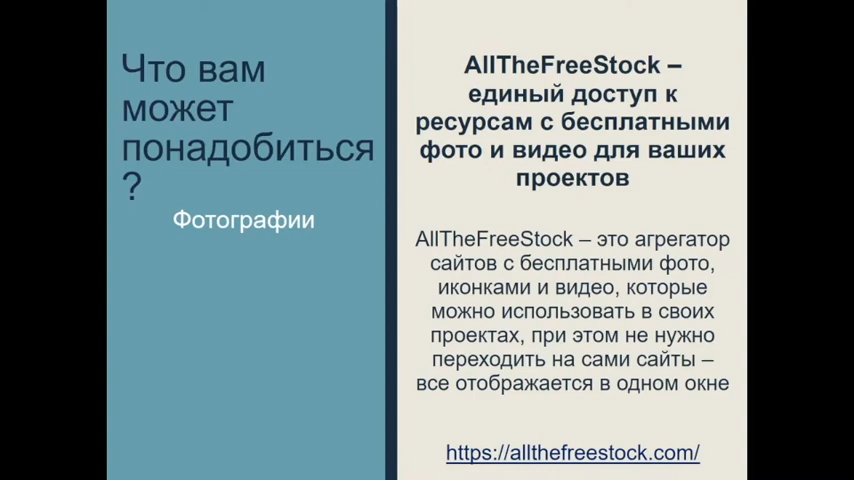 Что вам
может
понадобиться
?
Фотографии
AllTheFreeStock –
единый доступ к
ресурсам с бесплатными
фото и видео для ваших
проектов
AllTheFreeStock – это агрегатор
сайтов с бесплатными фото,
иконками и видео, которые
можно использовать в своих
проектах, при этом не нужно
переходить на сами сайты –
все отображается в одном окне
https://allthefreestock.com/